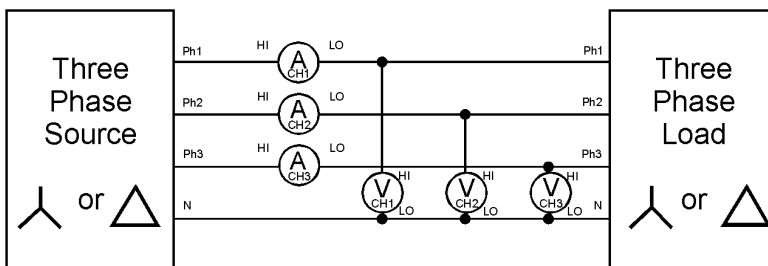 Three
Phase
Source
or
Ph1
HI
A
CH1
LO
Ph1
Ph2
HI
A
CH2
LO
Ph2
Ph3
HI
A
CH3
LO
Ph3
V
CH1
HI
LO
V
CH2
HI
LO
V
CH3
HI
LO
N
N
Three
Phase
Load
or